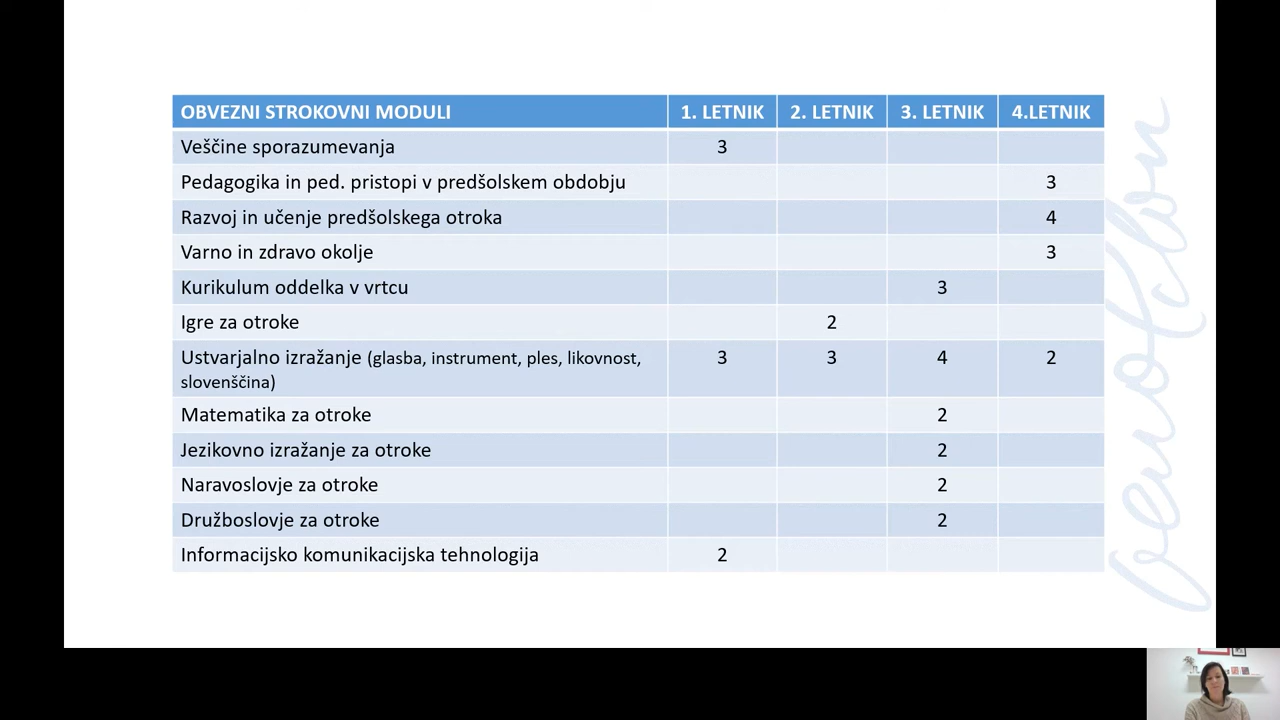 OBVEZNI STROKOVNI MODULI 1. LETNIK 2. LETNIK 3. LETNIK 4.LETNIK
Veščine sporazumevanja 3
Pedagogika in ped. pristopi v predšolskem obdobju 3
Razvoj in učenje predšolskega otroka 4
Varno in zdravo okolje 3
Kurikulum oddelka v vrtcu 3
Igre za otroke 2
Ustvarjalno izražanje (glasba, instrument, ples, likovnost, 3 3 4 2
slovenščina)
Matematika za otroke 2
Jezikovno izražanje za otroke 2
Naravoslovje za otroke 2
Družboslovje za otroke 2
Informacijsko komunikacijska tehnologija 2